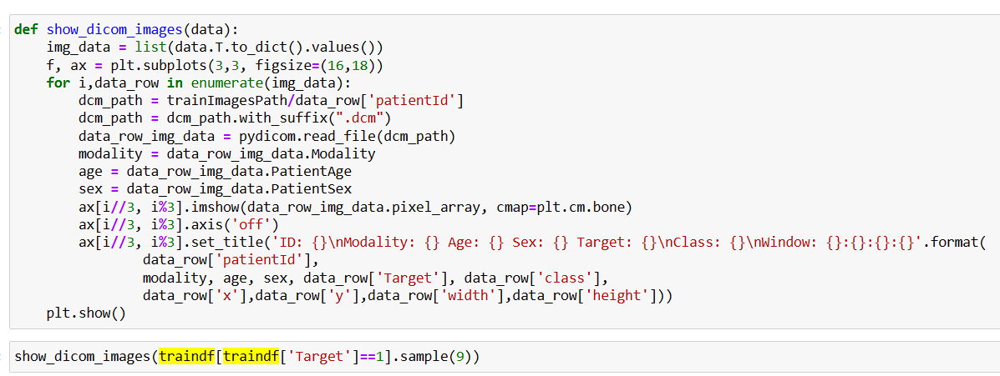 def show_dicom_images(data):
    img_data = list(data.T.to_dict().values())
    f, ax = plt.subplots(3,3, figsize=(16,18))
    for i,data_row in enumerate(img_data):
        dcm_path = trainImagesPath/data_row['patientId']
        dcm_path = dcm_path.with_suffix(".dcm")
        data_row_img_data = pydicom.read_file(dcm_path)
        modality = data_row_img_data.Modality
        age = data_row_img_data.PatientAge
        sex = data_row_img_data.PatientSex
        ax[i//3, i%3].imshow(data_row_img_data.pixel_array, cmap=plt.cm.bone)
        ax[i//3, i%3].axis('off')
        ax[i//3, i%3].set_title('ID: {}\nModality: {} Age: {} Sex: {} Target: {}\nClass: {}\nWindow: {}:{}:{}:{}'.format(
                data_row['patientId'],
                modality, age, sex, data_row['Target'], data_row['class'],
                data_row['x'],data_row['y'],data_row['width'],data_row['height']))
    plt.show()
show_dicom_images(traindf[traindf['Target']==1].sample(9))